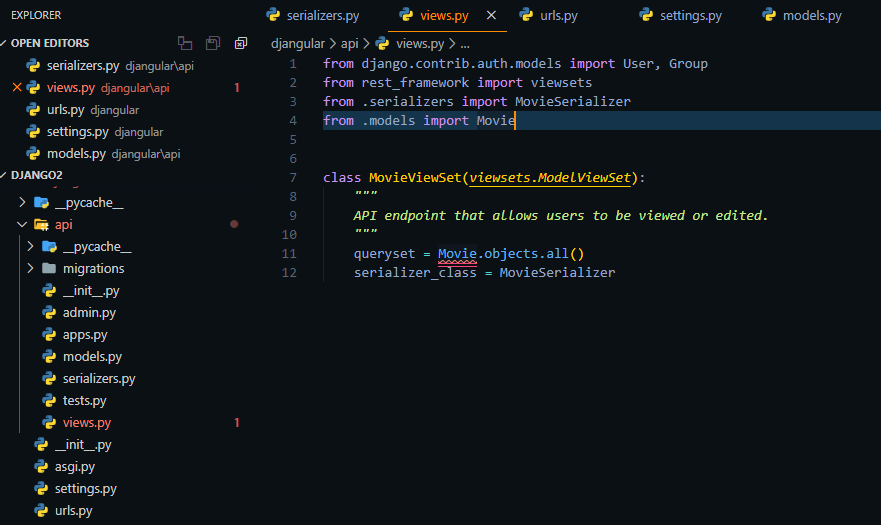 EXPLORER
OPEN EDITORS
serializers.py djangular\api
views.py djangular\api 1
urls.py djangular
settings.py djangular
models.py djangular\api
DJANGO2
__pycache__
api
__pycache__
migrations
__init__.py
admin.py
apps.py
models.py
serializers.py
tests.py
views.py 1
__init__.py
asgi.py
settings.py
urls.py
serializers.py views.py urls.py settings.py models.py
djangular > api > views.py > ...
1 from django.contrib.auth.models import User, Group
2 from rest_framework import viewsets
3 from .serializers import MovieSerializer
4 from .models import Movie
5
6
7 class MovieViewSet(viewsets.ModelViewSet):
8 """
9 API endpoint that allows users to be viewed or edited.
10 """
11 queryset = Movie.objects.all()
12 serializer_class = MovieSerializer